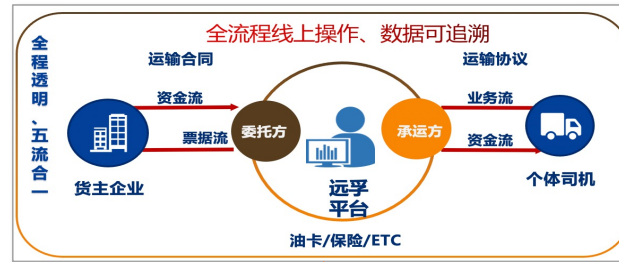 全流程线上操作、数据可追溯
全程透明、五流合一
运输合同
运输协议
资金流
票据流
委托方
承运方
业务流
资金流
货主企业
远孚
平台
个体司机
油卡/保险/ETC